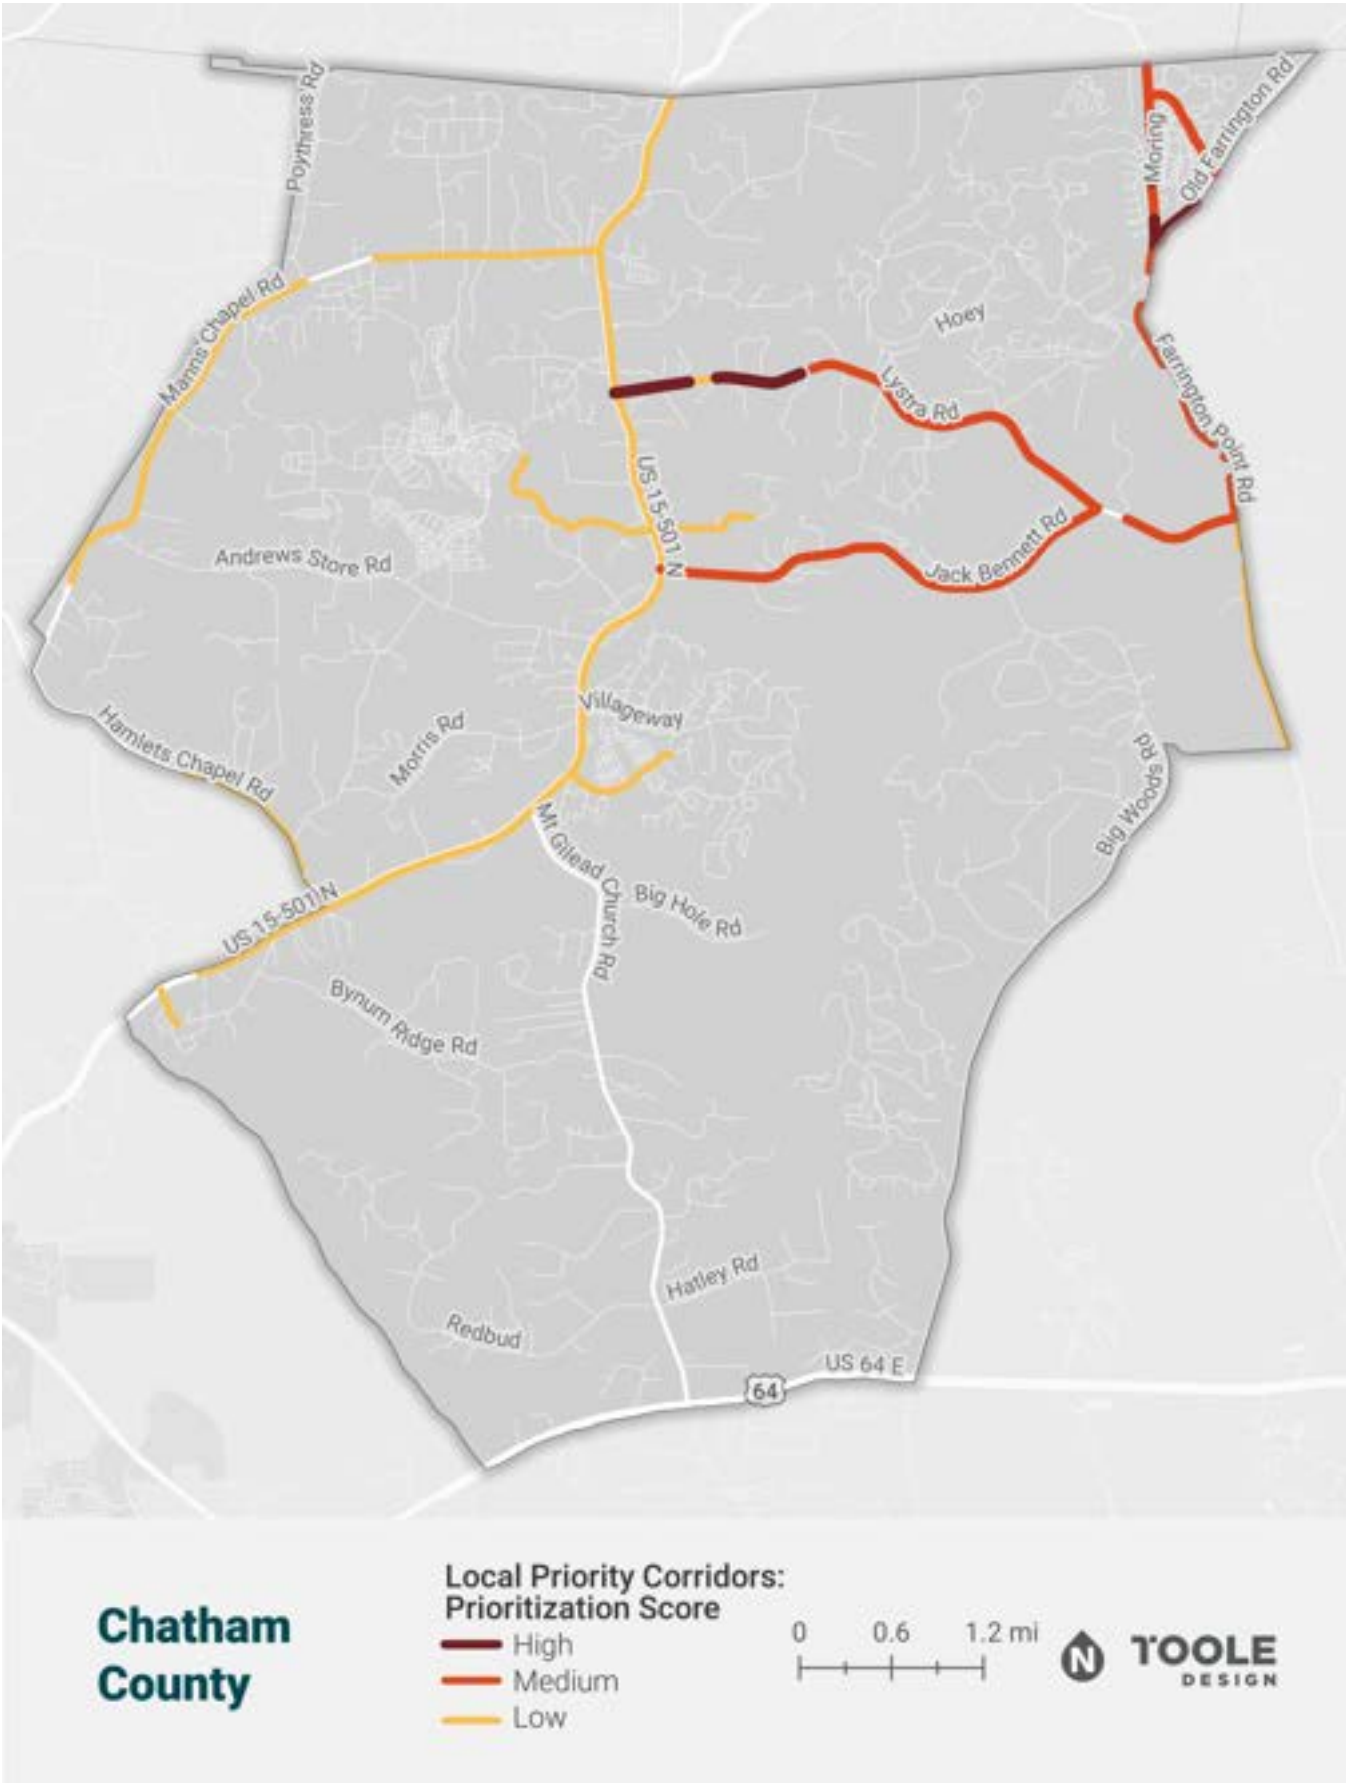 Poythress Rd
Moring
Old Farrington Rd
Manns Chapel Rd
Hoey
Farrington Point Rd
Lystra Rd
US 15-501 N
Andrews Store Rd
Jack Bennett Rd
Villageway
Morris Rd
Hamlets Chapel Rd
Big Woods Rd
Mt Gilead Church Rd
Big Hole Rd
US 15-501 N
Bynum Ridge Rd
Hatley Rd
Redbud
US 64 E
64
Chatham
County
Local Priority Corridors:
Prioritization Score
High
Medium
Low
0 0.6 1.2 mi
N
TOOLE
DESIGN